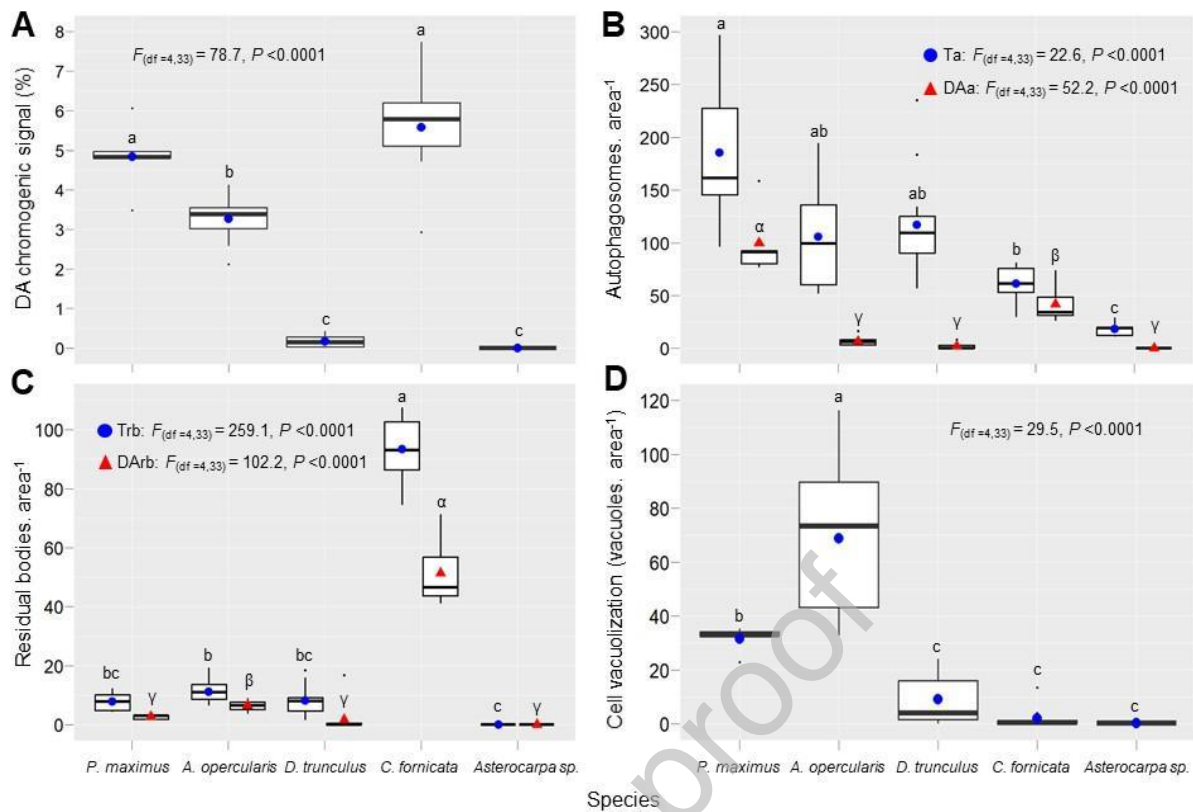 A
DA chromogenic signal (%)
8
7
6
5
4
3
2
1
0
F(df =4,33) = 78.7, P <0.0001
a
b
c
a
c
B
Autophagosomes. area-1
300
250
200
150
100
50
0
Ta: F(df =4,33) = 22.6, P <0.0001
DAa: F(df =4,33) = 52.2, P <0.0001
a
α
ab
γ
ab
γ
b
β
c
γ
C
Residual bodies. area-1
100
80
60
40
20
0
Trb: F(df =4,33) = 259.1, P <0.0001
DArb: F(df =4,33) = 102.2, P <0.0001
bc
γ
b
β
bc
γ
a
α
c
γ
P. maximus A. opercularis D. trunculus C. fornicata Asterocarpa sp.
D
Cell vacuolization (vacuoles. area-1)
120
100
80
60
40
20
0
F(df =4,33) = 29.5, P <0.0001
b
a
c
c
c
P. maximus A. opercularis D. trunculus C. fornicata Asterocarpa sp.
Species
proof